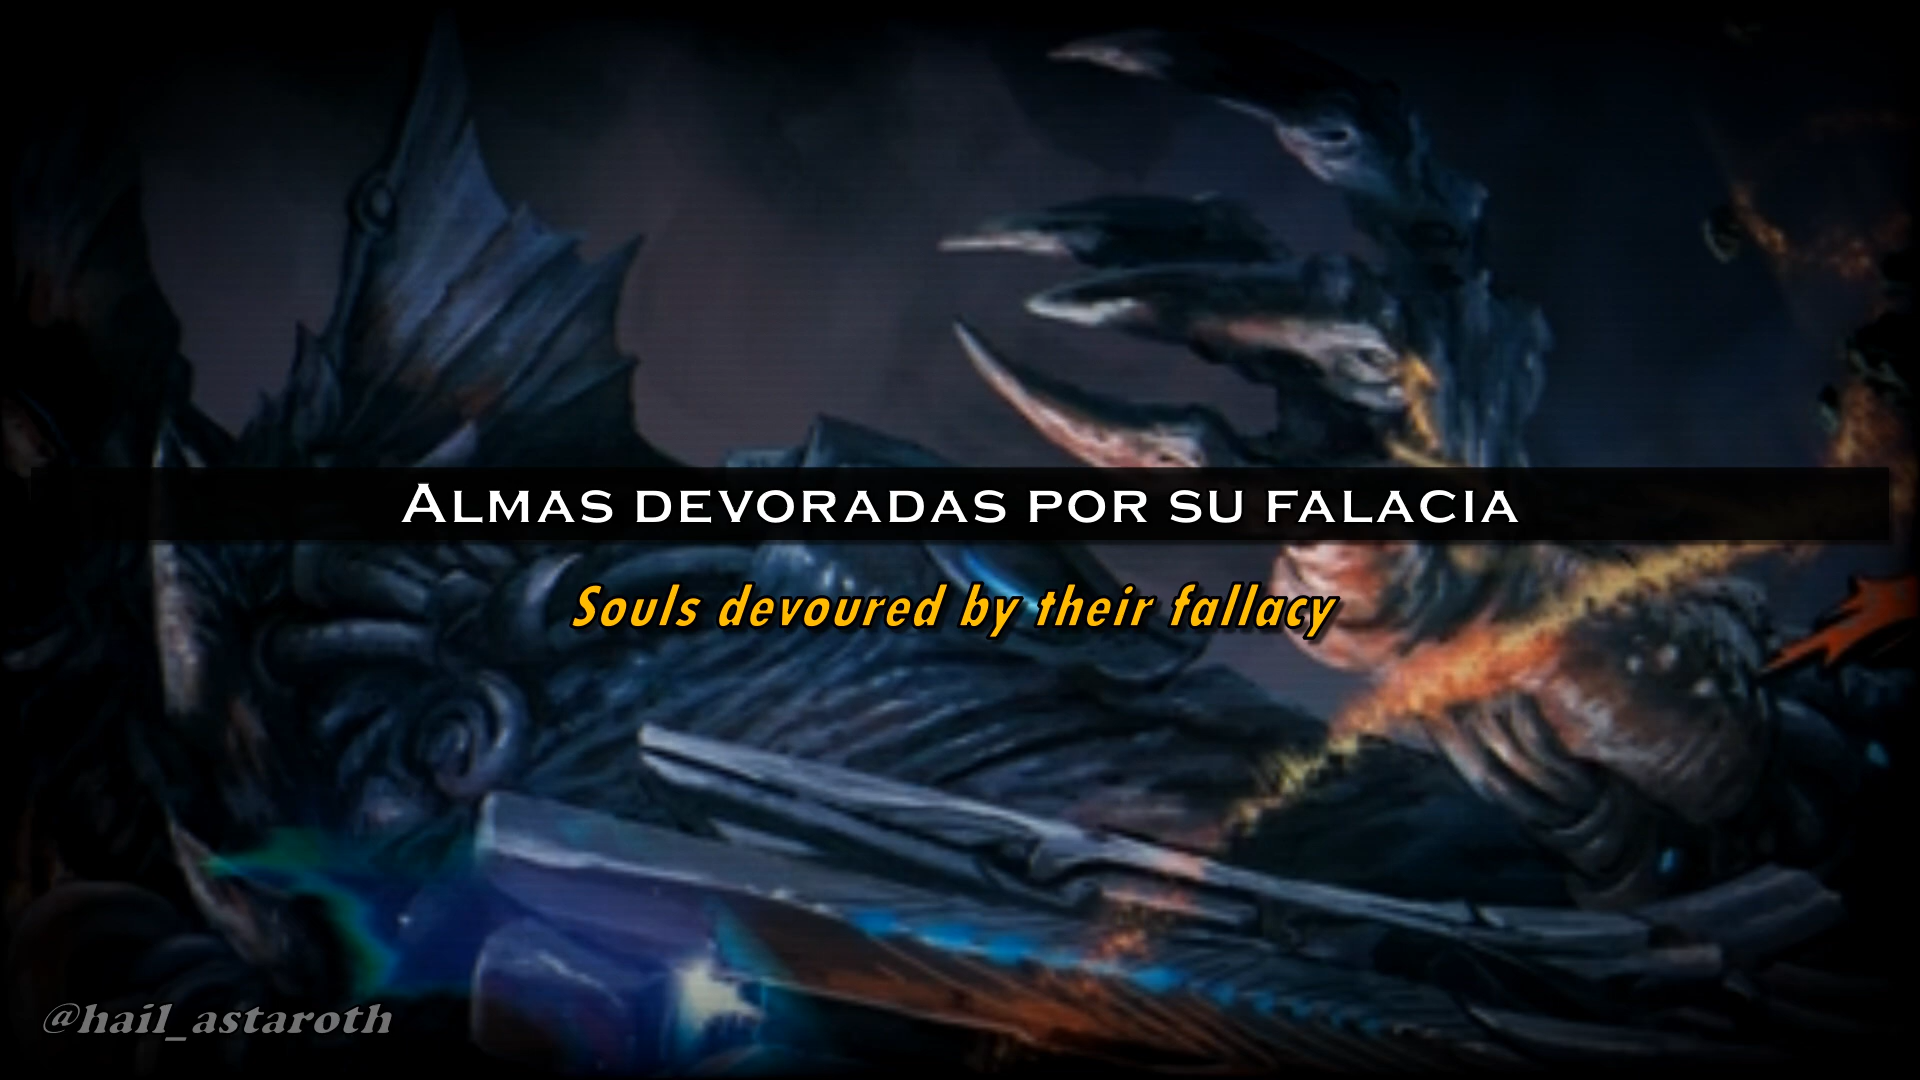 Almas devoradas por su falacia
Souls devoured by their fallacy
@hail_astaroth